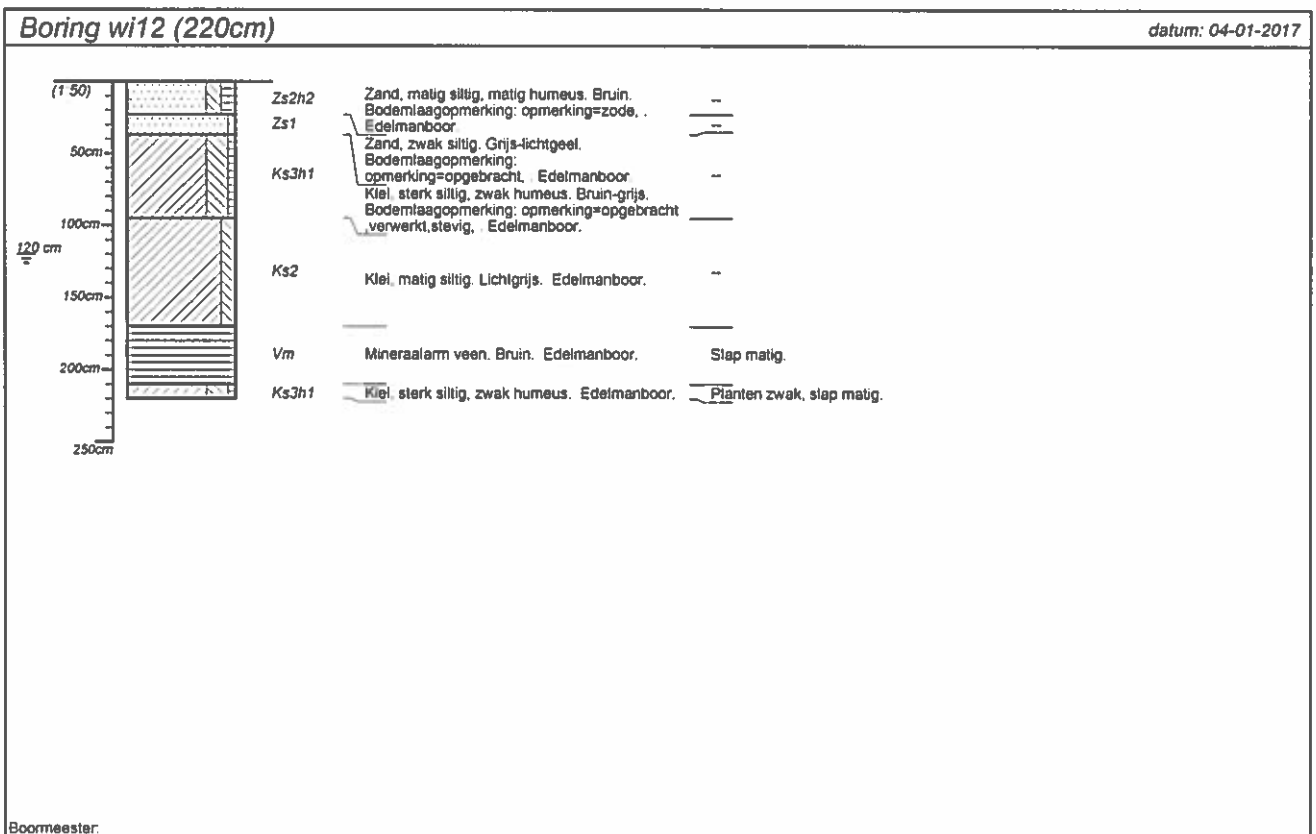 Boring wi12 (220cm)
datum: 04-01-2017
(1:50)
50cm
100cm
120 cm
150cm
200cm
250cm
Zs2h2
Zand, matig siltig, matig humeus. Bruin.
Bodemlaagopmerking: opmerking=zode, .
Edelmanboor
--
Zs1
Zand, zwak siltig. Grijs-lichtgeel.
Bodemlaagopmerking:
opmerking=opgebracht, Edelmanboor
--
Ks3h1
Klei, sterk siltig, zwak humeus. Bruin-grijs.
Bodemlaagopmerking: opmerking=opgebracht
,verwerkt,stevig, Edelmanboor.
--
Ks2
Klei, matig siltig. Lichtgrijs. Edelmanboor.
--
Vm
Mineraalarm veen. Bruin. Edelmanboor.
Slap matig.
Ks3h1
Klei, sterk siltig, zwak humeus. Edelmanboor.
Planten zwak, slap matig.
Boormeester: